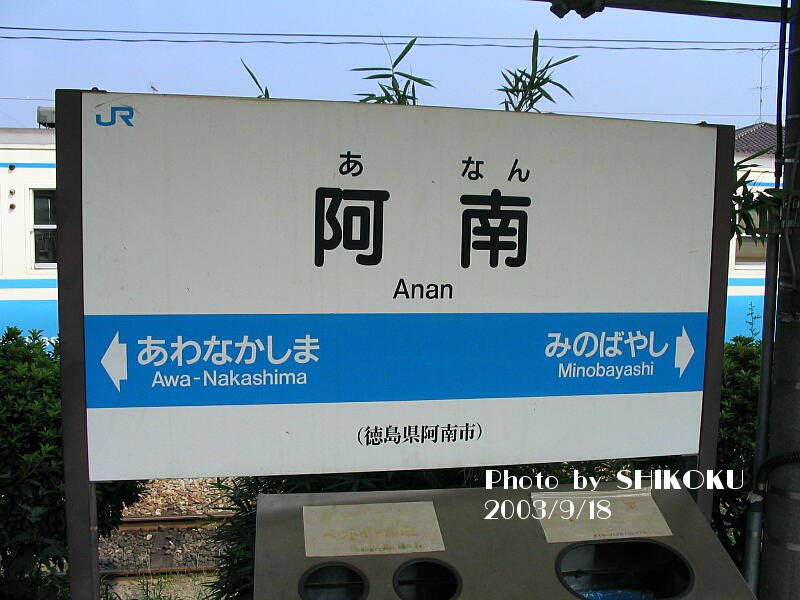 JR
あ なん
阿 南
Anan
あわなかしま
Awa-Nakashima
みのばやし
Minobayashi
(徳島県阿南市)
Photo by SHIKOKU
2003/9/18